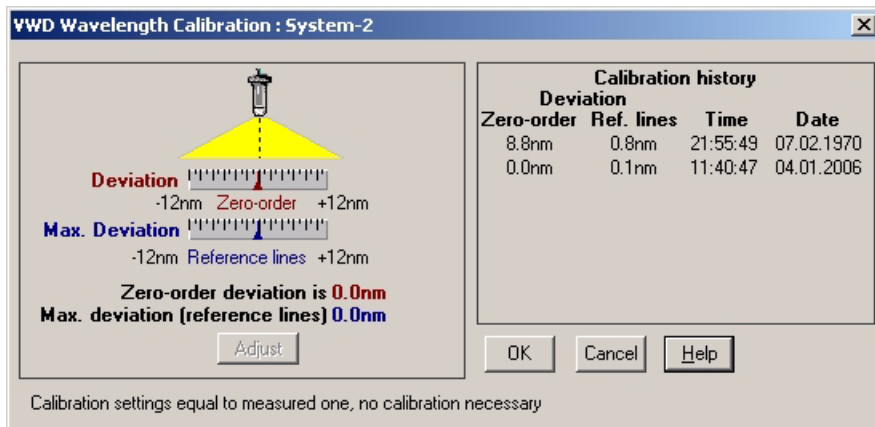 VWD Wavelength Calibration : System-2
Deviation
-12nm Zero-order +12nm
Max. Deviation
-12nm Reference lines +12nm
Zero-order deviation is 0.0nm
Max. deviation (reference lines) 0.0nm
Adjust
Calibration history
Deviation
Zero-order Ref. lines Time Date
8.8nm 0.8nm 21:55:49 07.02.1970
0.0nm 0.1nm 11:40:47 04.01.2006
OK Cancel Help
Calibration settings equal to measured one, no calibration necessary